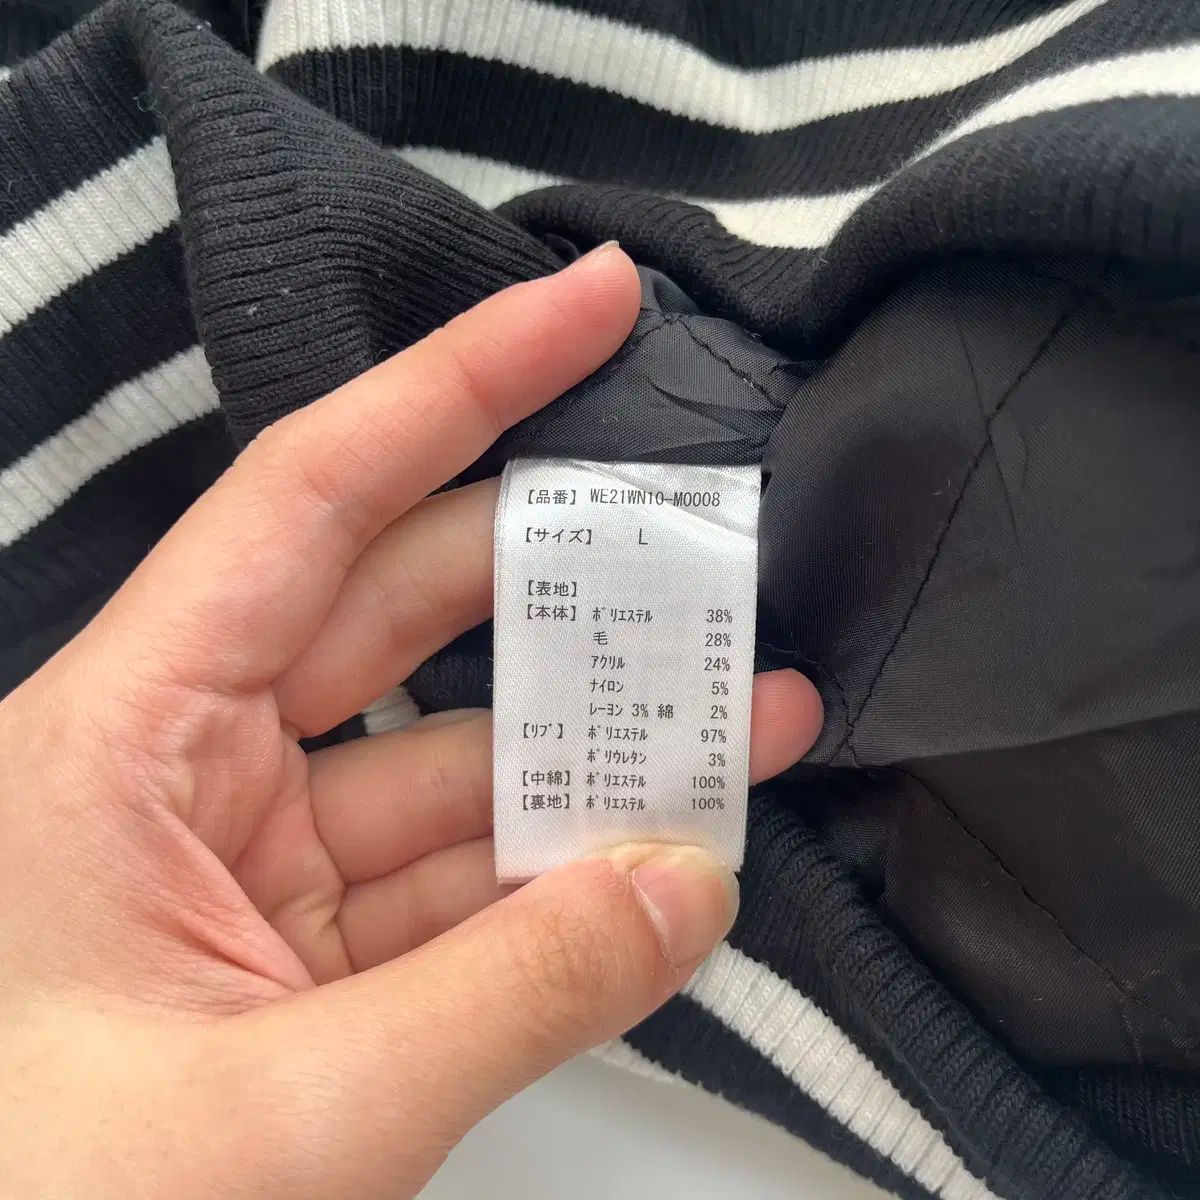 【品番】 WE21WN10-M0008
【サイズ】 L
【表地】
【本体】 ﾎﾟﾘｴｽﾃﾙ 38%
毛 28%
ｱｸﾘﾙ 24%
ﾅｲﾛﾝ 5%
ﾚｰﾖﾝ 3% 綿 2%
【ﾘﾌﾞ】 ﾎﾟﾘｴｽﾃﾙ 97%
ﾎﾟﾘｳﾚﾀﾝ 3%
【中綿】 ﾎﾟﾘｴｽﾃﾙ 100%
【裏地】 ﾎﾟﾘｴｽﾃﾙ 100%